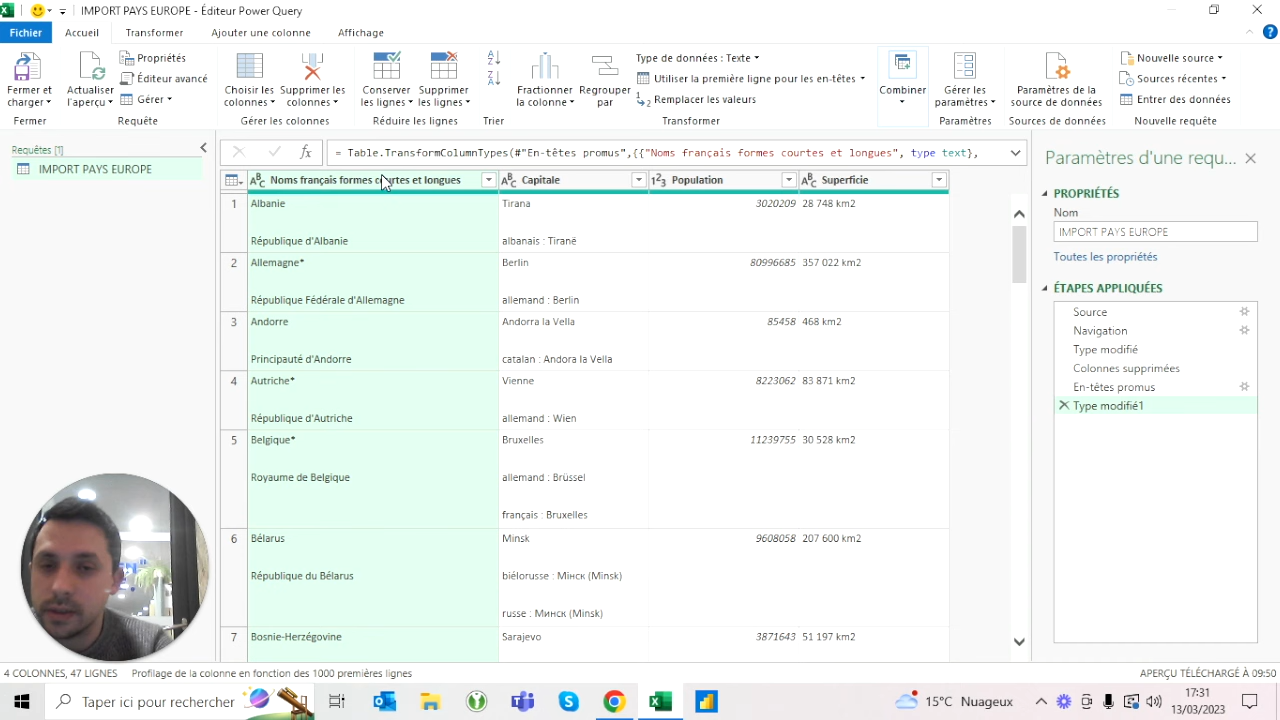 IMPORT PAYS EUROPE - Éditeur Power Query
Fichier Accueil Transformer Ajouter une colonne Affichage
Fermer et charger
Fermer
Actualiser l'aperçu
Propriétés
Éditeur avancé
Gérer
Requête
Choisir les colonnes
Supprimer les colonnes
Gérer les colonnes
Conserver les lignes
Supprimer les lignes
Réduire les lignes
Trier
Fractionner la colonne
Regrouper par
Type de données : Texte
Utiliser la première ligne pour les en-têtes
Remplacer les valeurs
Transformer
Combiner
Gérer les paramètres
Paramètres
Paramètres de la source de données
Sources de données
Nouvelle source
Sources récentes
Entrer des données
Nouvelle requête
Requêtes [1]
IMPORT PAYS EUROPE
fx = Table.TransformColumnTypes(#"En-têtes promus",{{"Noms français formes courtes et longues", type text},
Noms français formes courtes et longues Capitale Population Superficie
1 Albanie Tirana 3020209 28 748 km2
République d'Albanie albanais : Tiranë
2 Allemagne* Berlin 80996685 357 022 km2
République Fédérale d'Allemagne allemand : Berlin
3 Andorre Andorra la Vella 85458 468 km2
Principauté d'Andorre catalan : Andora la Vella
4 Autriche* Vienne 8223062 83 871 km2
République d'Autriche allemand : Wien
5 Belgique* Bruxelles 11239755 30 528 km2
Royaume de Belgique allemand : Brüssel
français : Bruxelles
6 Bélarus Minsk 9608058 207 600 km2
République du Bélarus biélorusse : Мінск (Minsk)
russe : Минск (Minsk)
7 Bosnie-Herzégovine Sarajevo 3871643 51 197 km2
Paramètres d'une requ...
PROPRIÉTÉS
Nom
IMPORT PAYS EUROPE
Toutes les propriétés
ÉTAPES APPLIQUÉES
Source
Navigation
Type modifié
Colonnes supprimées
En-têtes promus
Type modifié1
4 COLONNES, 47 LIGNES Profilage de la colonne en fonction des 1000 premières lignes APERÇU TÉLÉCHARGÉ À 09:50
Taper ici pour rechercher
15°C Nuageux
17:31
13/03/2023